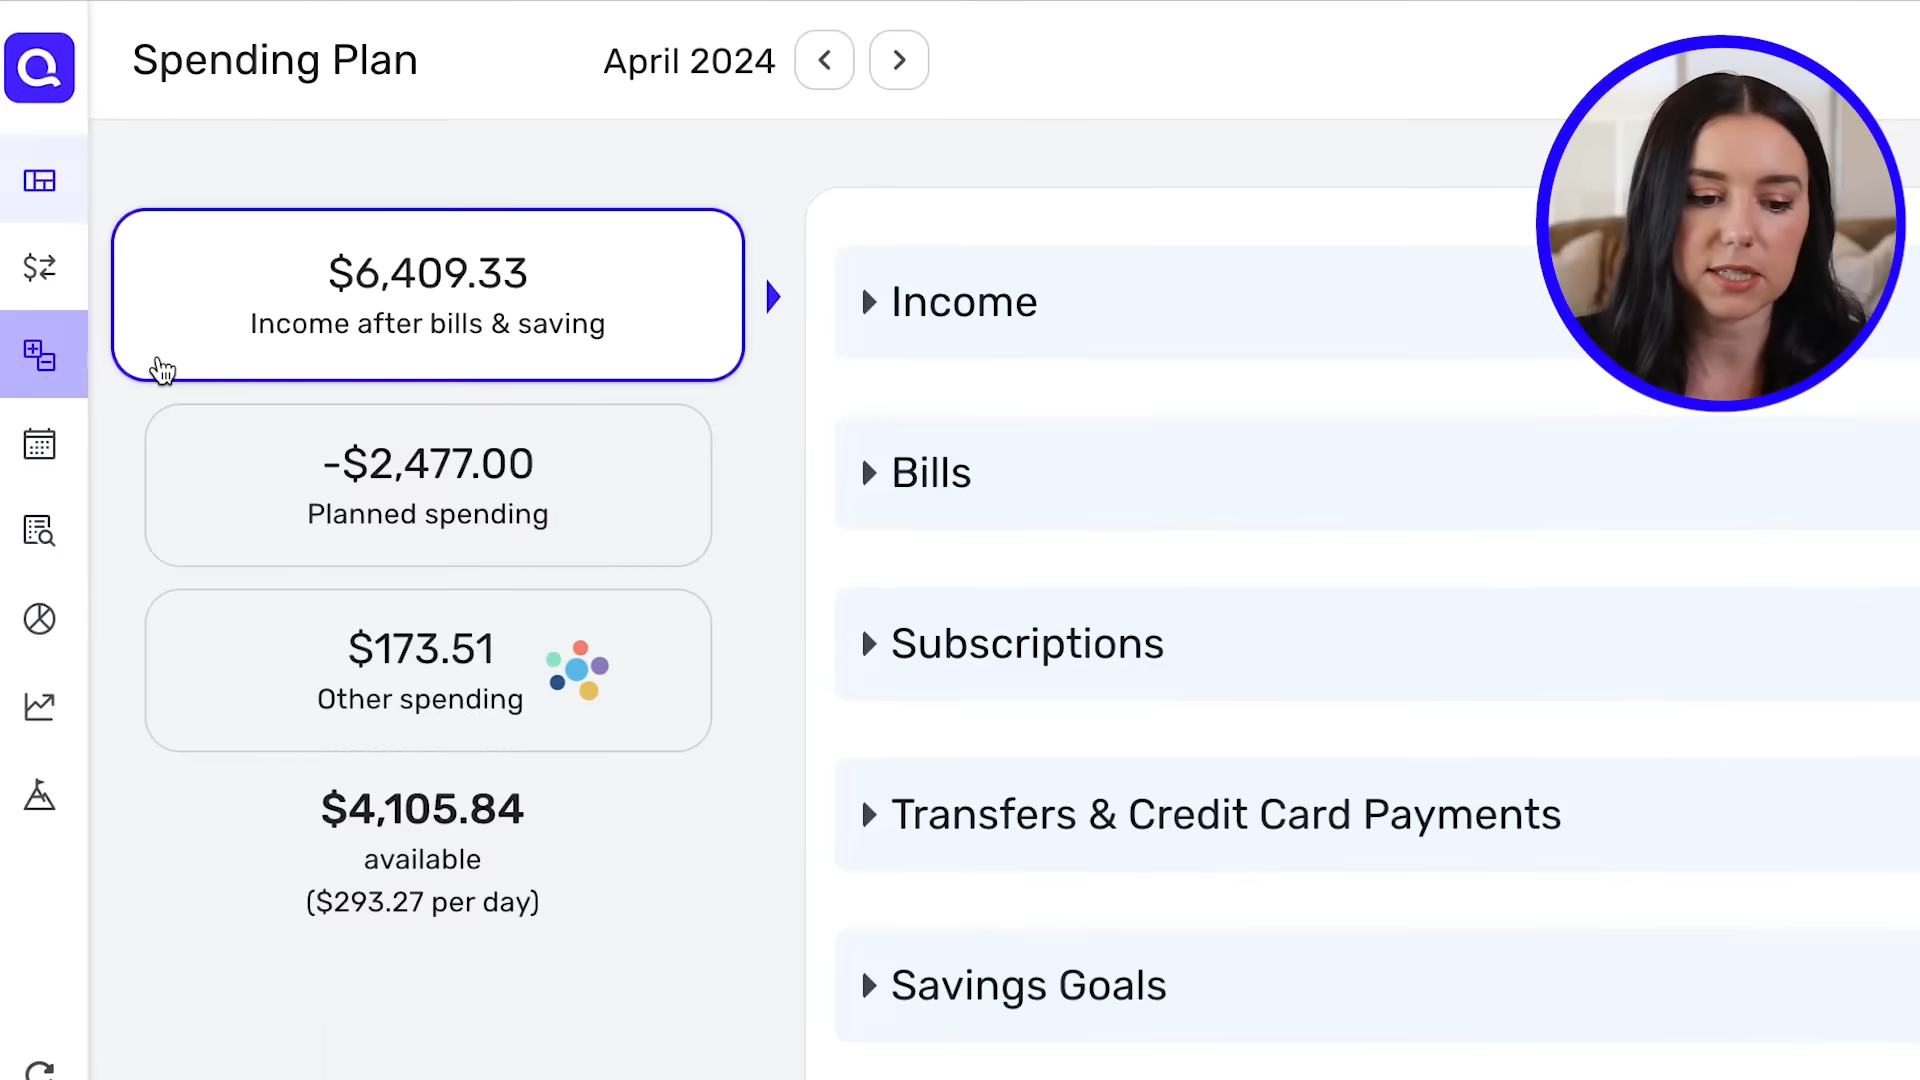 Spending Plan
April 2024
$6,409.33
Income after bills & saving
-$2,477.00
Planned spending
$173.51
Other spending
$4,105.84
available
($293.27 per day)
Income
Bills
Subscriptions
Transfers & Credit Card Payments
Savings Goals